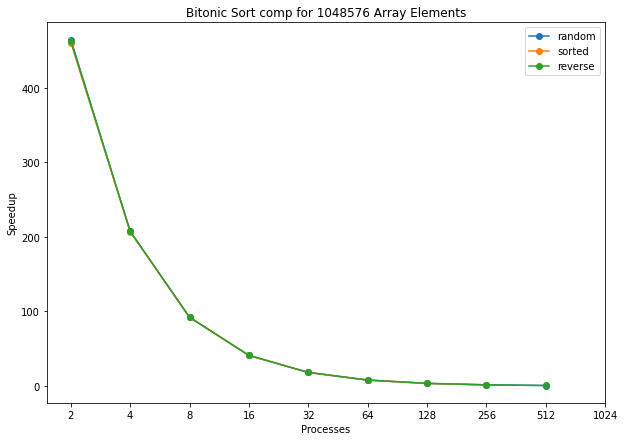 Bitonic Sort comp for 1048576 Array Elements
random
sorted
reverse
Speedup
400
300
200
100
0
2 4 8 16 32 64 128 256 512 1024
Processes